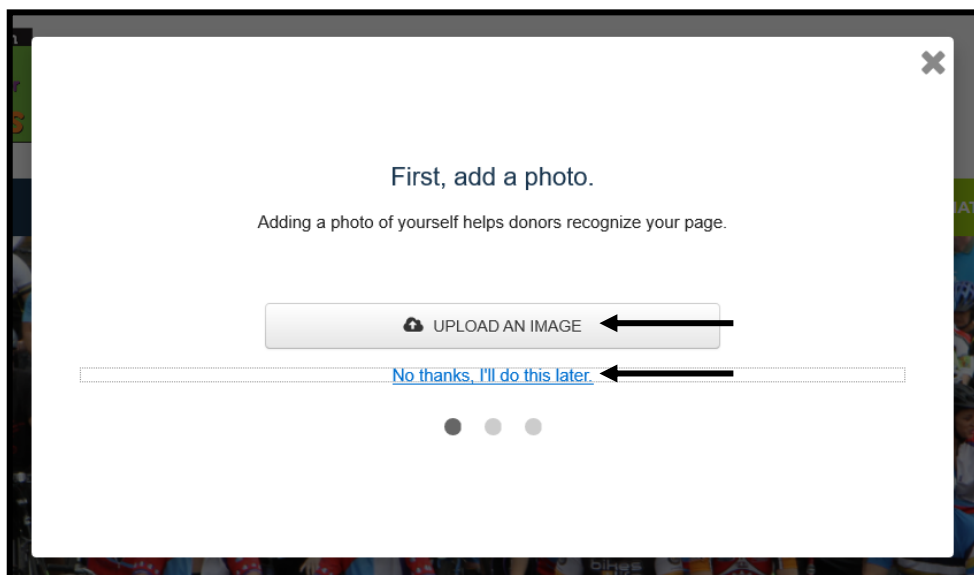 First, add a photo.
Adding a photo of yourself helps donors recognize your page.
UPLOAD AN IMAGE
No thanks, I'll do this later.